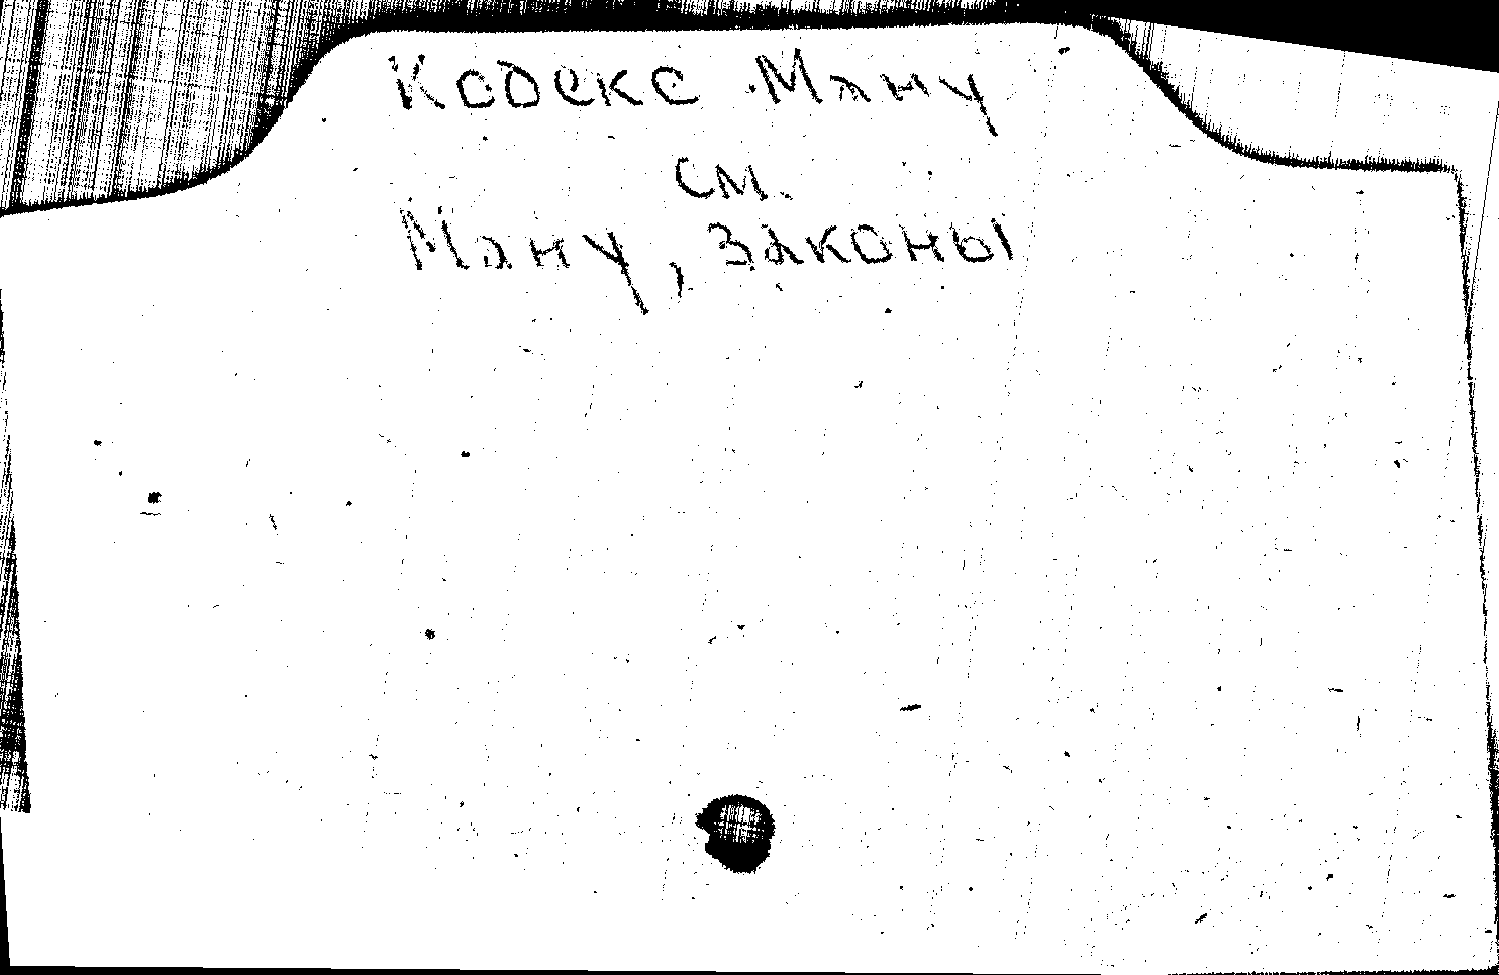 Кодекс Ману
см.
Ману, законы